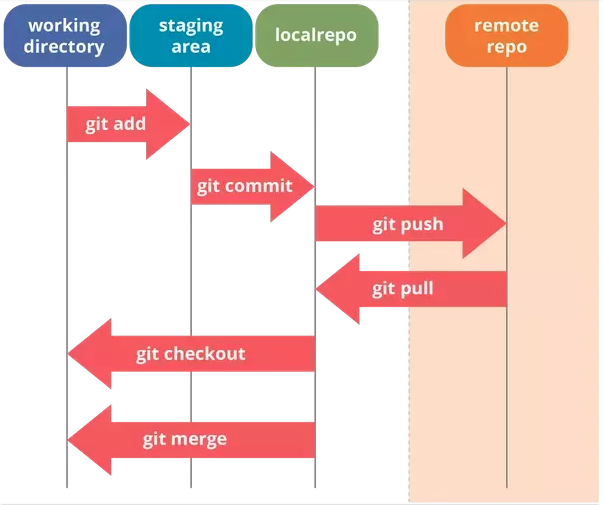 working
directory
staging
area
localrepo
remote
repo
git add
git commit
git push
git pull
git checkout
git merge